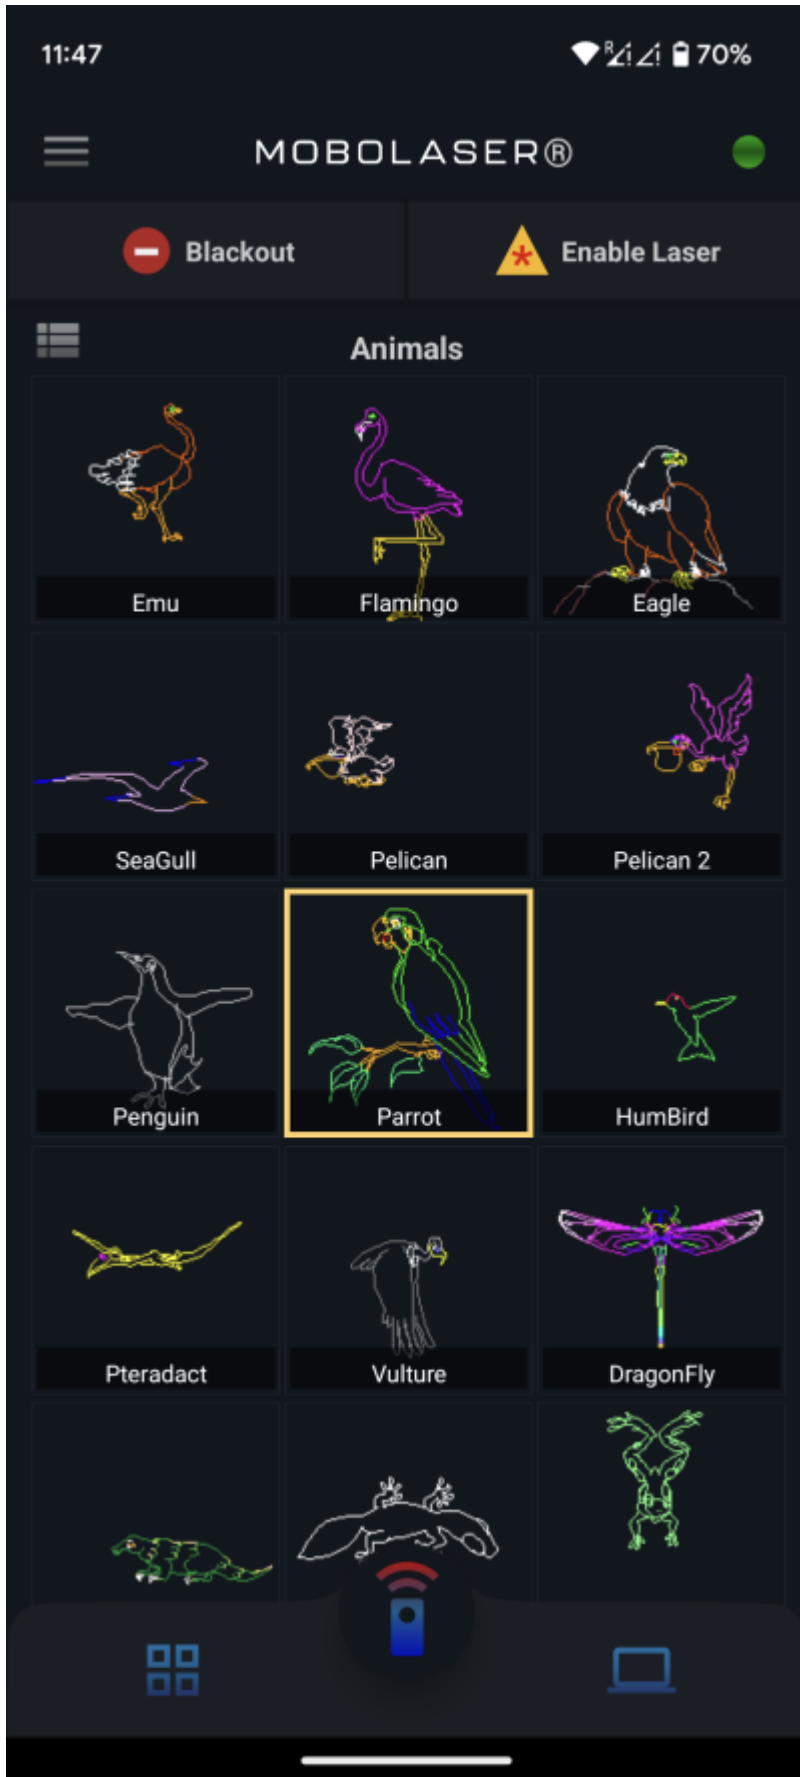 11:47
R
70%
MOBOLASER®
Blackout
Enable Laser
Animals
Emu
Flamingo
Eagle
SeaGull
Pelican
Pelican 2
Penguin
Parrot
HumBird
Pteradact
Vulture
DragonFly